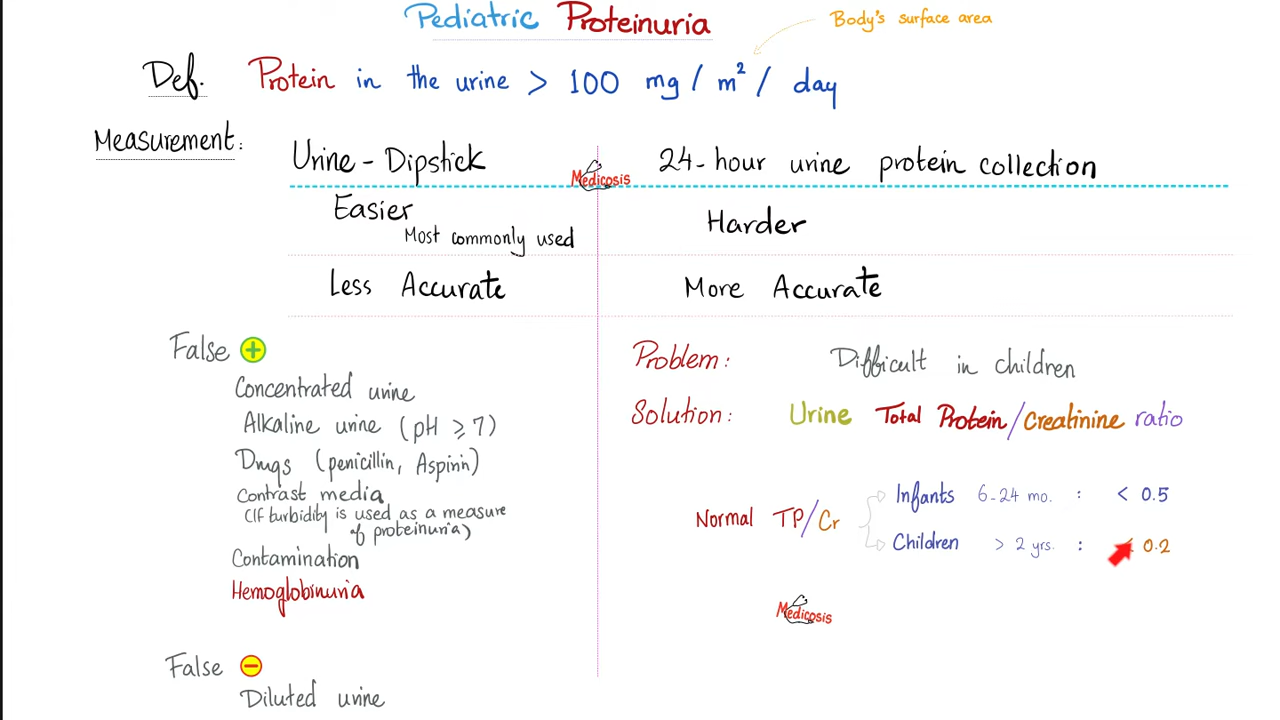 Pediatric Proteinuria
Body's surface area
Def. Protein in the urine > 100 mg / m² / day
Measurement:
Urine - Dipstick
Medicosis
24-hour urine protein collection
Easier
Most commonly used
Harder
Less Accurate
More Accurate
False +
Concentrated urine
Alkaline urine (pH ≥ 7)
Drugs (penicillin, Aspirin)
Contrast media
(If turbidity is used as a measure
of proteinuria)
Contamination
Hemoglobinuria
False −
Diluted urine
Problem: Difficult in children
Solution: Urine Total Protein/Creatinine ratio
Normal TP/Cr
Infants 6-24 mo. : < 0.5
Children > 2 yrs. : < 0.2
Medicosis